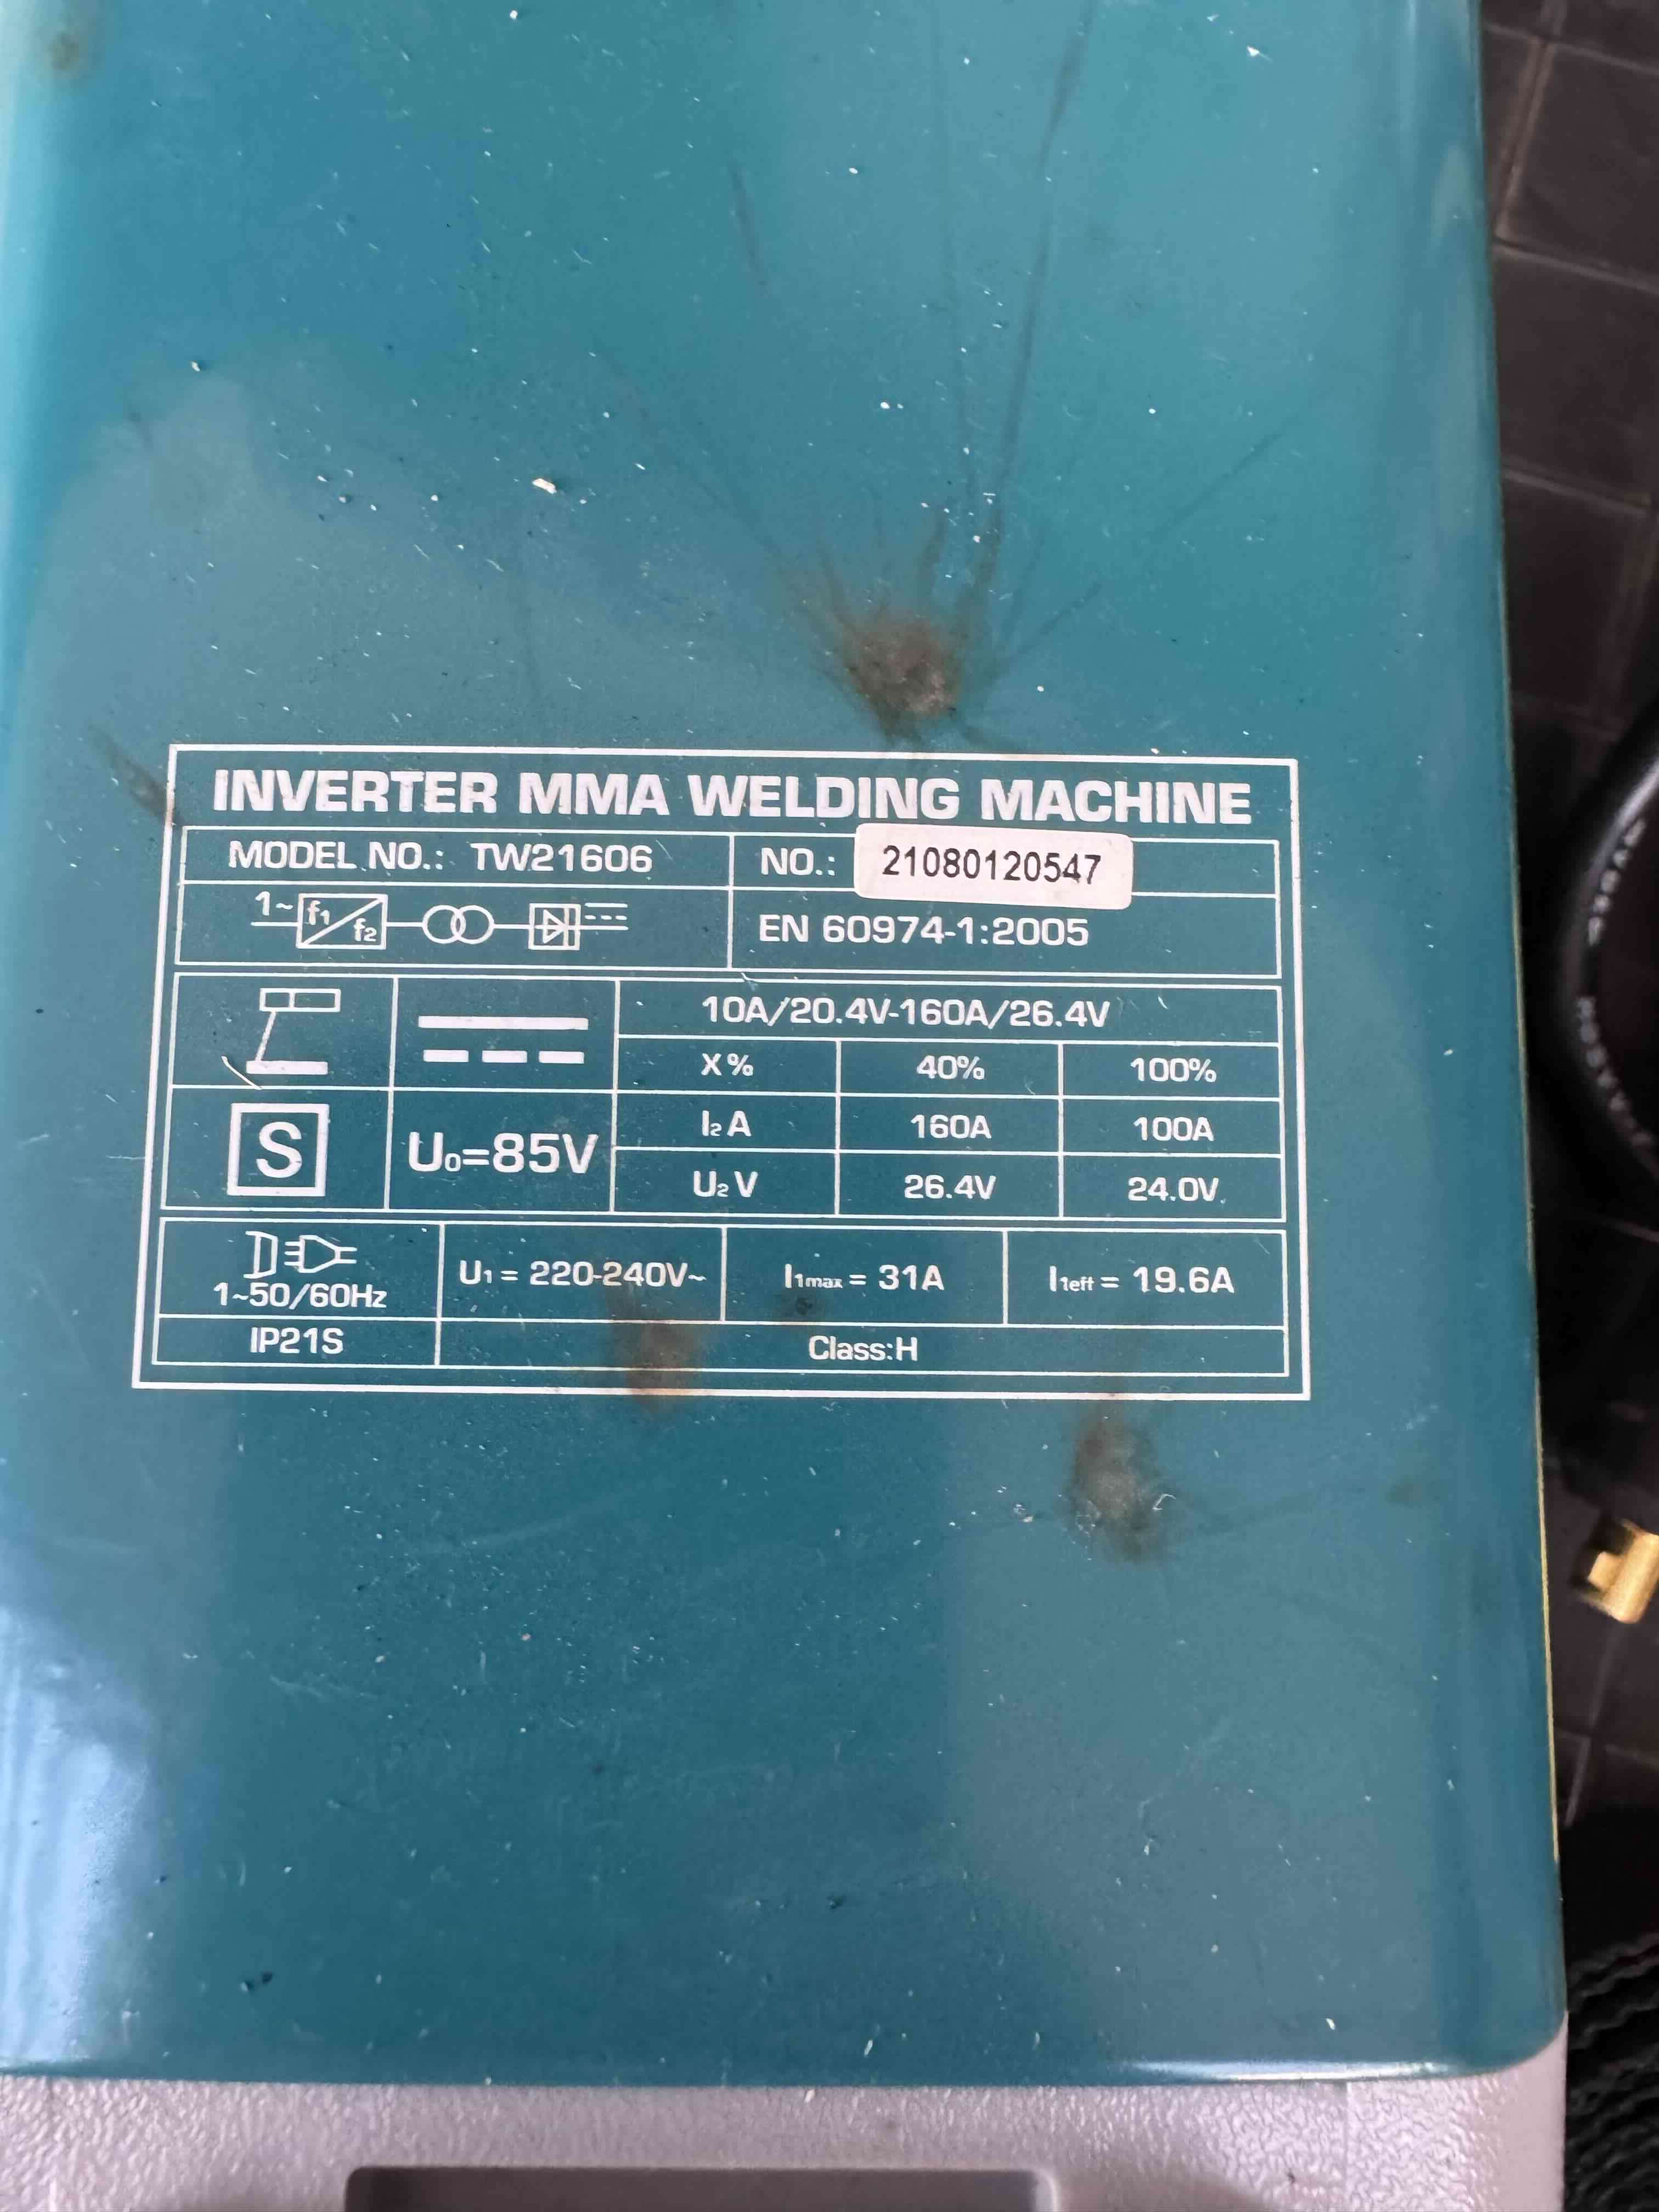 INVERTER MMA WELDING MACHINE
MODEL NO.: TW21606
NO.: 21080120547
1~ f1 f2
EN 60974-1:2005
10A/20.4V-160A/26.4V
X% 40% 100%
S
U0=85V
I2 A 160A 100A
U2 V 26.4V 24.0V
1~50/60Hz
U1 = 220-240V~
I1max = 31A
I1eff = 19.6A
IP21S
Class:H